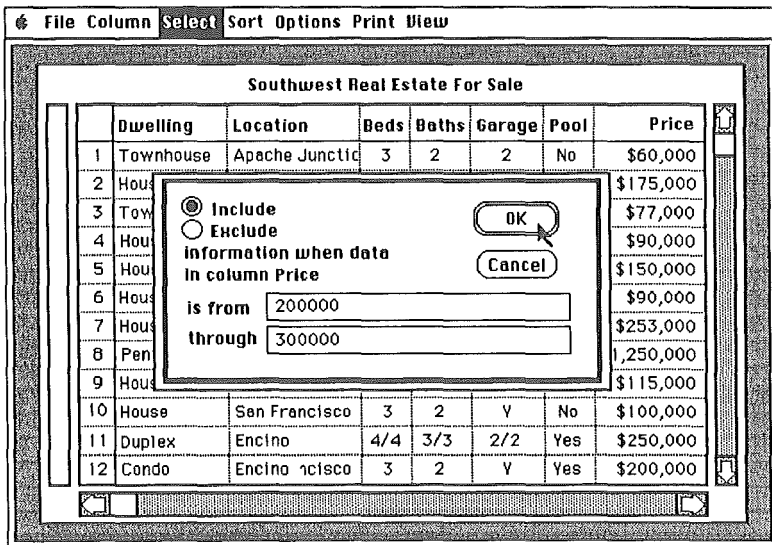 File Column Select Sort Options Print View
Southwest Real Estate For Sale
Dwelling Location Beds Baths Garage Pool Price
1 Townhouse Apache Junctio 3 2 2 No $60,000
2 Hous $175,000
3 Tow $77,000
4 Hous $90,000
5 Hous $150,000
6 Hous $90,000
7 Hous $253,000
8 Pen 1,250,000
9 Hous $115,000
Include
Exclude
information when data
in column Price
is from 200000
through 300000
OK
Cancel
10 House San Francisco 3 2 Y No $100,000
11 Duplex Encino 4/4 3/3 2/2 Yes $250,000
12 Condo Encino ncisco 3 2 Y Yes $200,000